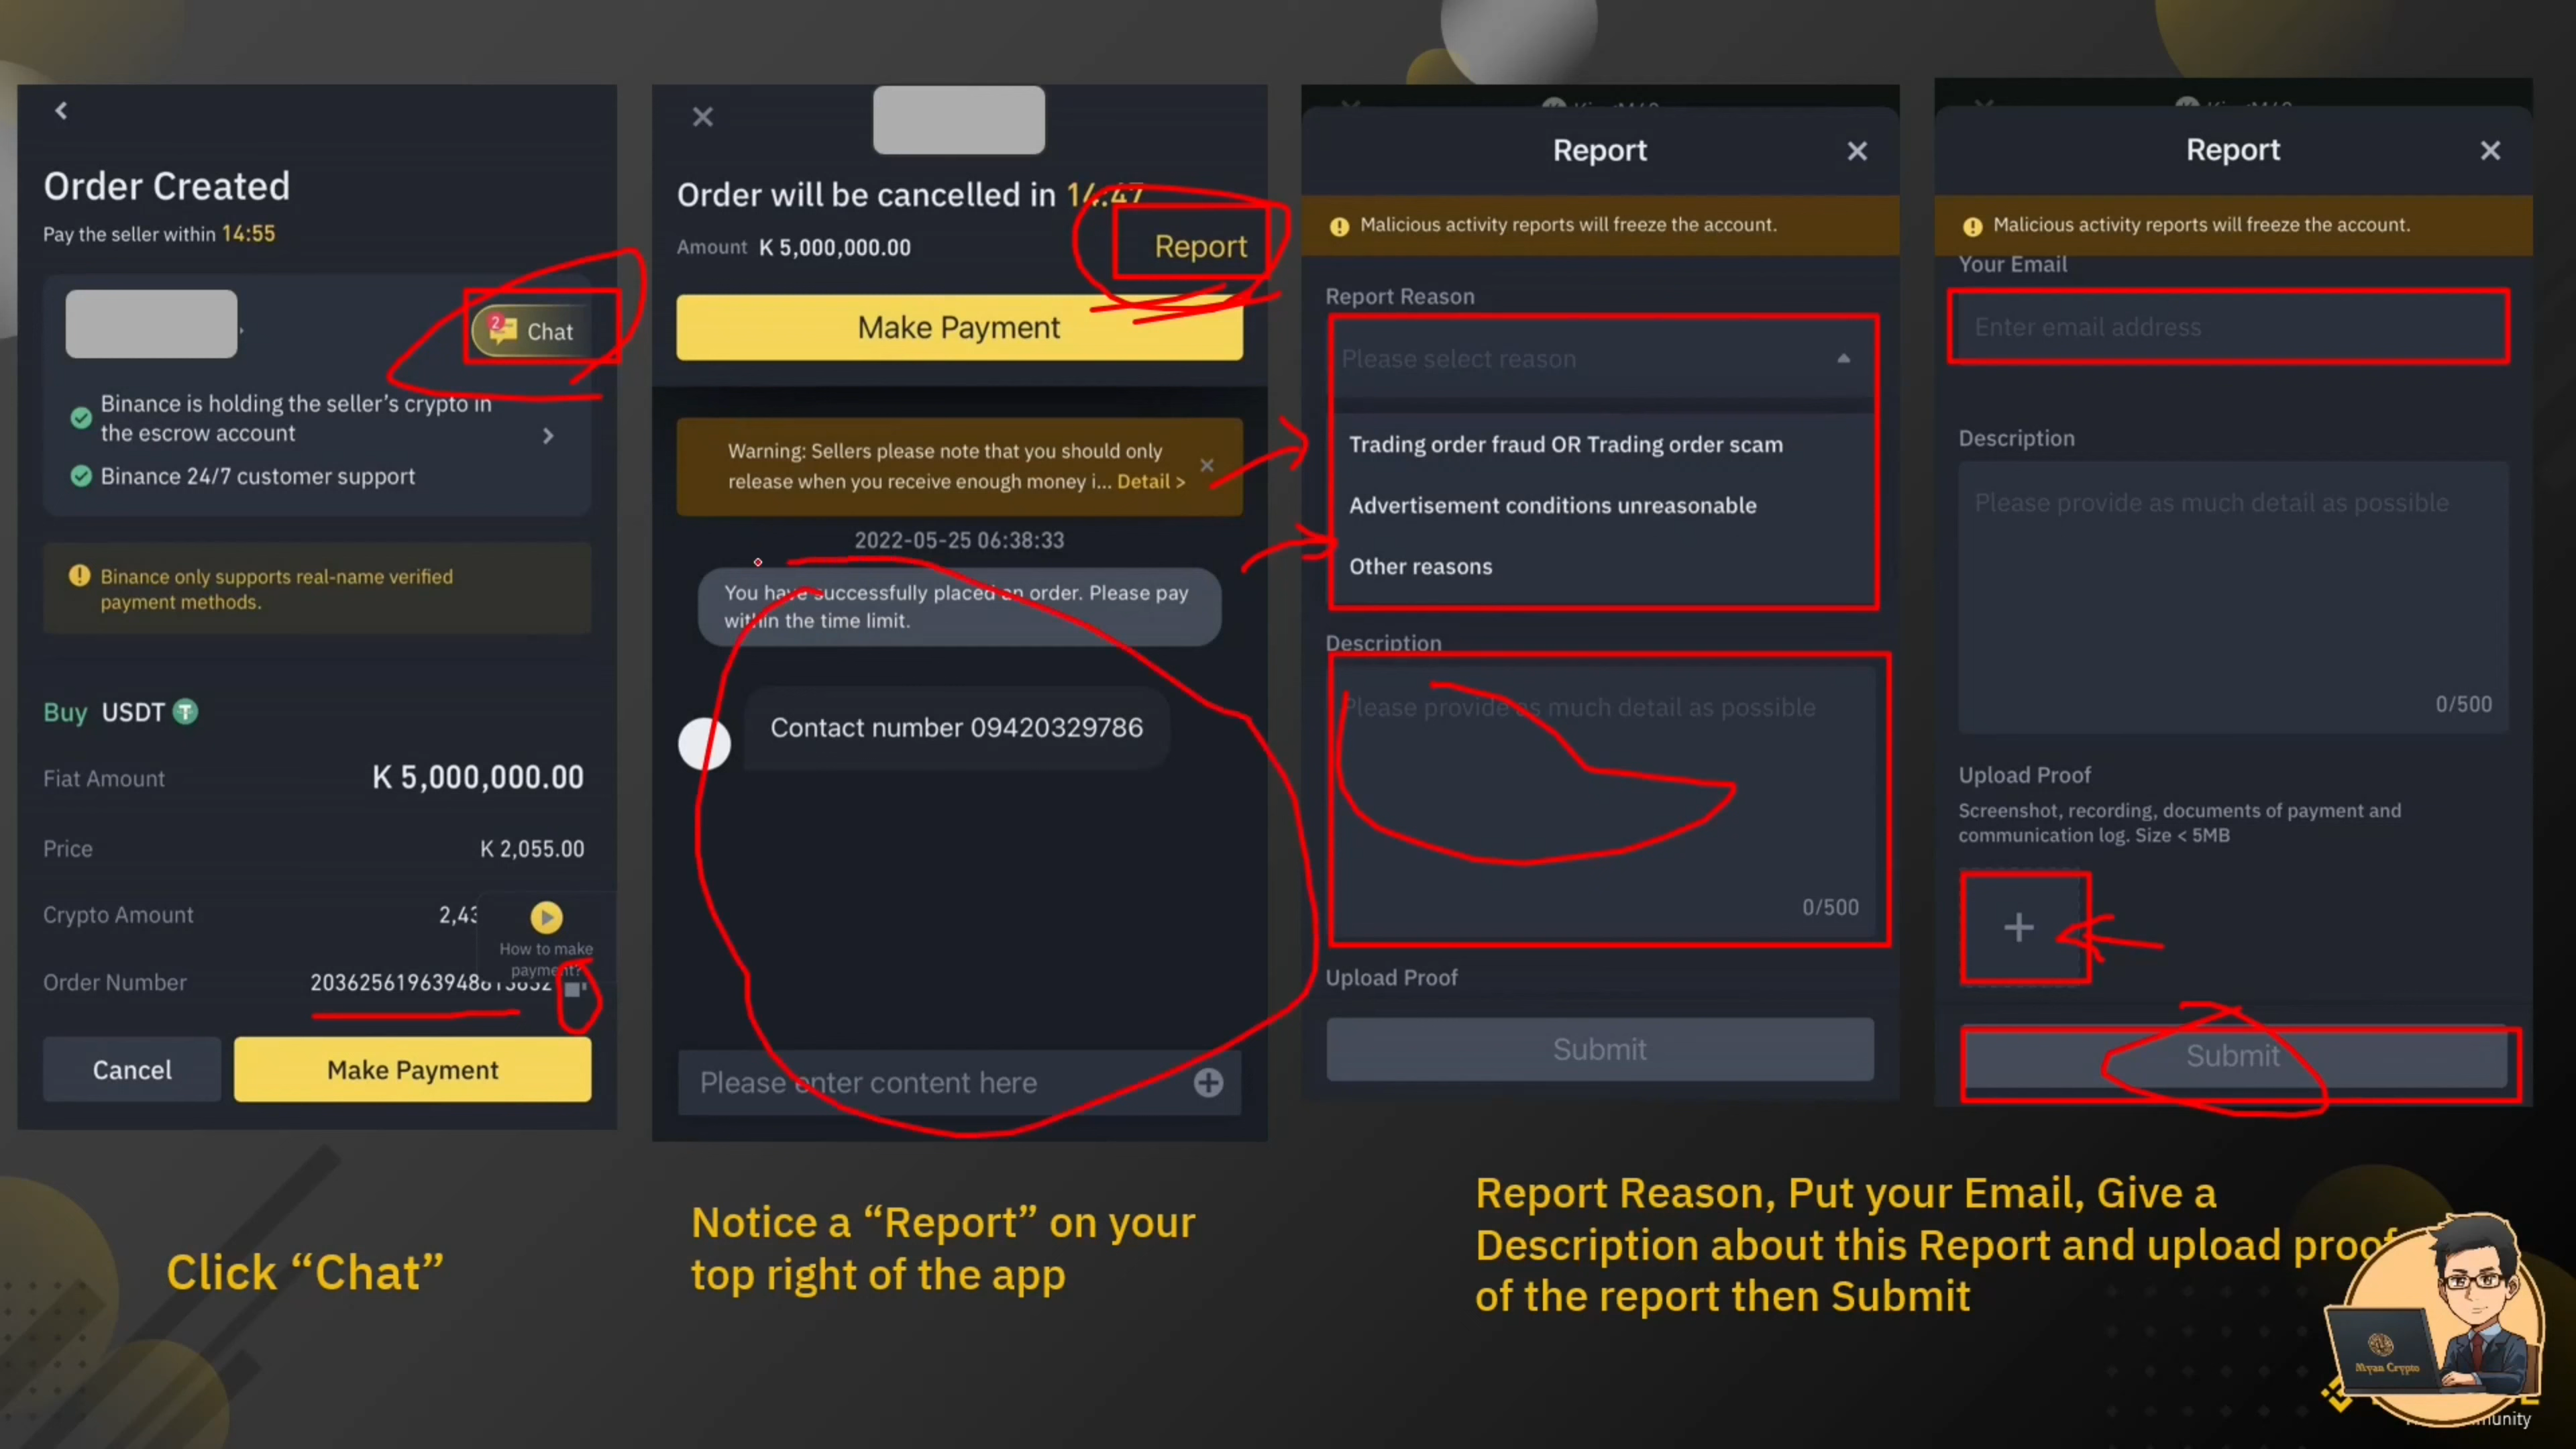 Order Created
Pay the seller within 14:55
2
Chat
Binance is holding the seller's crypto in
the escrow account
Binance 24/7 customer support
Binance only supports real-name verified
payment methods.
Buy USDT
Fiat Amount K 5,000,000.00
Price K 2,055.00
Crypto Amount
How to make
payment?
Order Number
Cancel
Make Payment
Click “Chat”
Order will be cancelled in 14:47
Amount K 5,000,000.00
Report
Make Payment
Warning: Sellers please note that you should only
release when you receive enough money i... Detail >
2022-05-25 06:38:33
You have successfully placed an order. Please pay
within the time limit.
Contact number 09420329786
Please enter content here
Notice a “Report” on your
top right of the app
Report
Malicious activity reports will freeze the account.
Report Reason
Please select reason
Trading order fraud OR Trading order scam
Advertisement conditions unreasonable
Other reasons
Description
Please provide as much detail as possible
0/500
Upload Proof
Submit
Report
Malicious activity reports will freeze the account.
Your Email
Enter email address
Description
Please provide as much detail as possible
0/500
Upload Proof
Screenshot, recording, documents of payment and
communication log. Size < 5MB
Submit
Report Reason, Put your Email, Give a
Description about this Report and upload proof
of the report then Submit
Myan Crypto